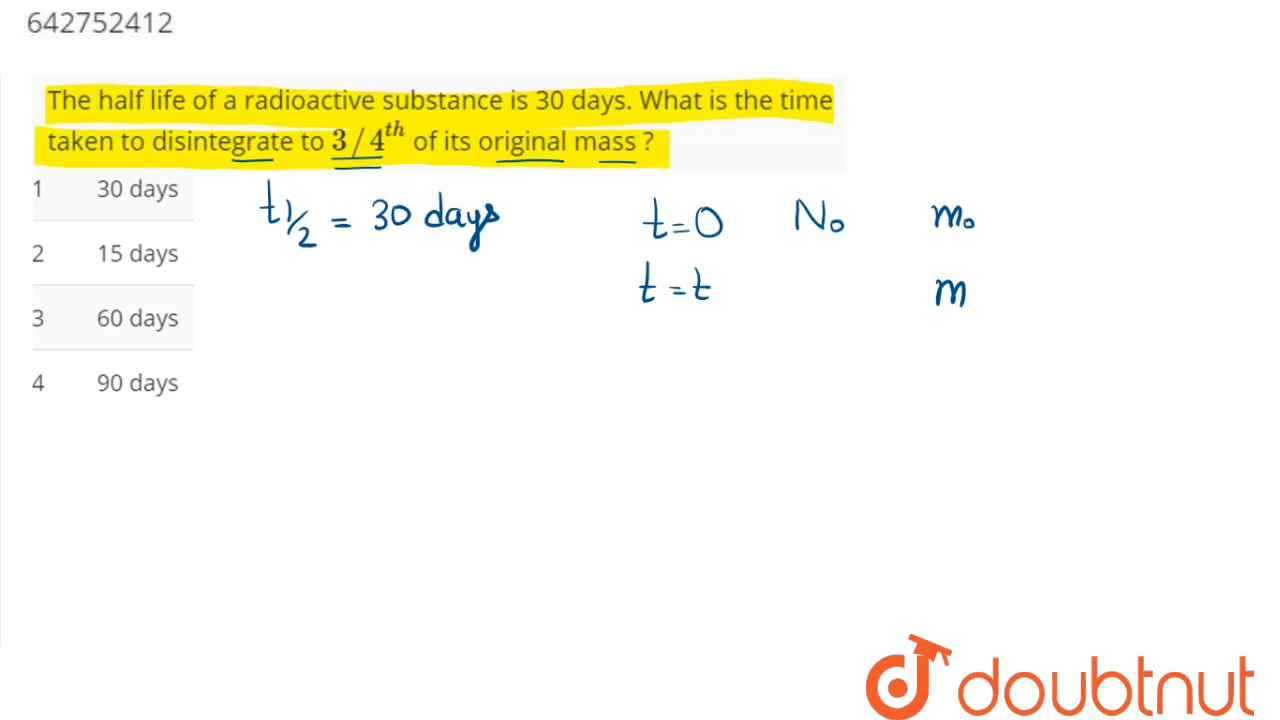 642752412
The half life of a radioactive substance is 30 days. What is the time
taken to disintegrate to 3/4^th of its original mass ?
1 30 days
2 15 days
3 60 days
4 90 days
t1/2 = 30 days
t=0 N₀ m₀
t=t m
doubtnut